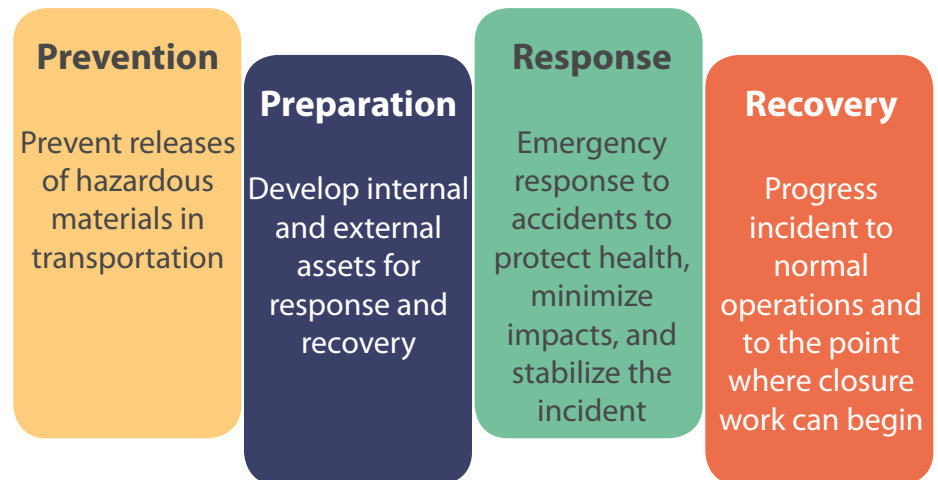 Prevention
Prevent releases
of hazardous
materials in
transportation
Preparation
Develop internal
and external
assets for
response and
recovery
Response
Emergency
response to
accidents to
protect health,
minimize
impacts, and
stabilize the
incident
Recovery
Progress
incident to
normal
operations and
to the point
where closure
work can begin